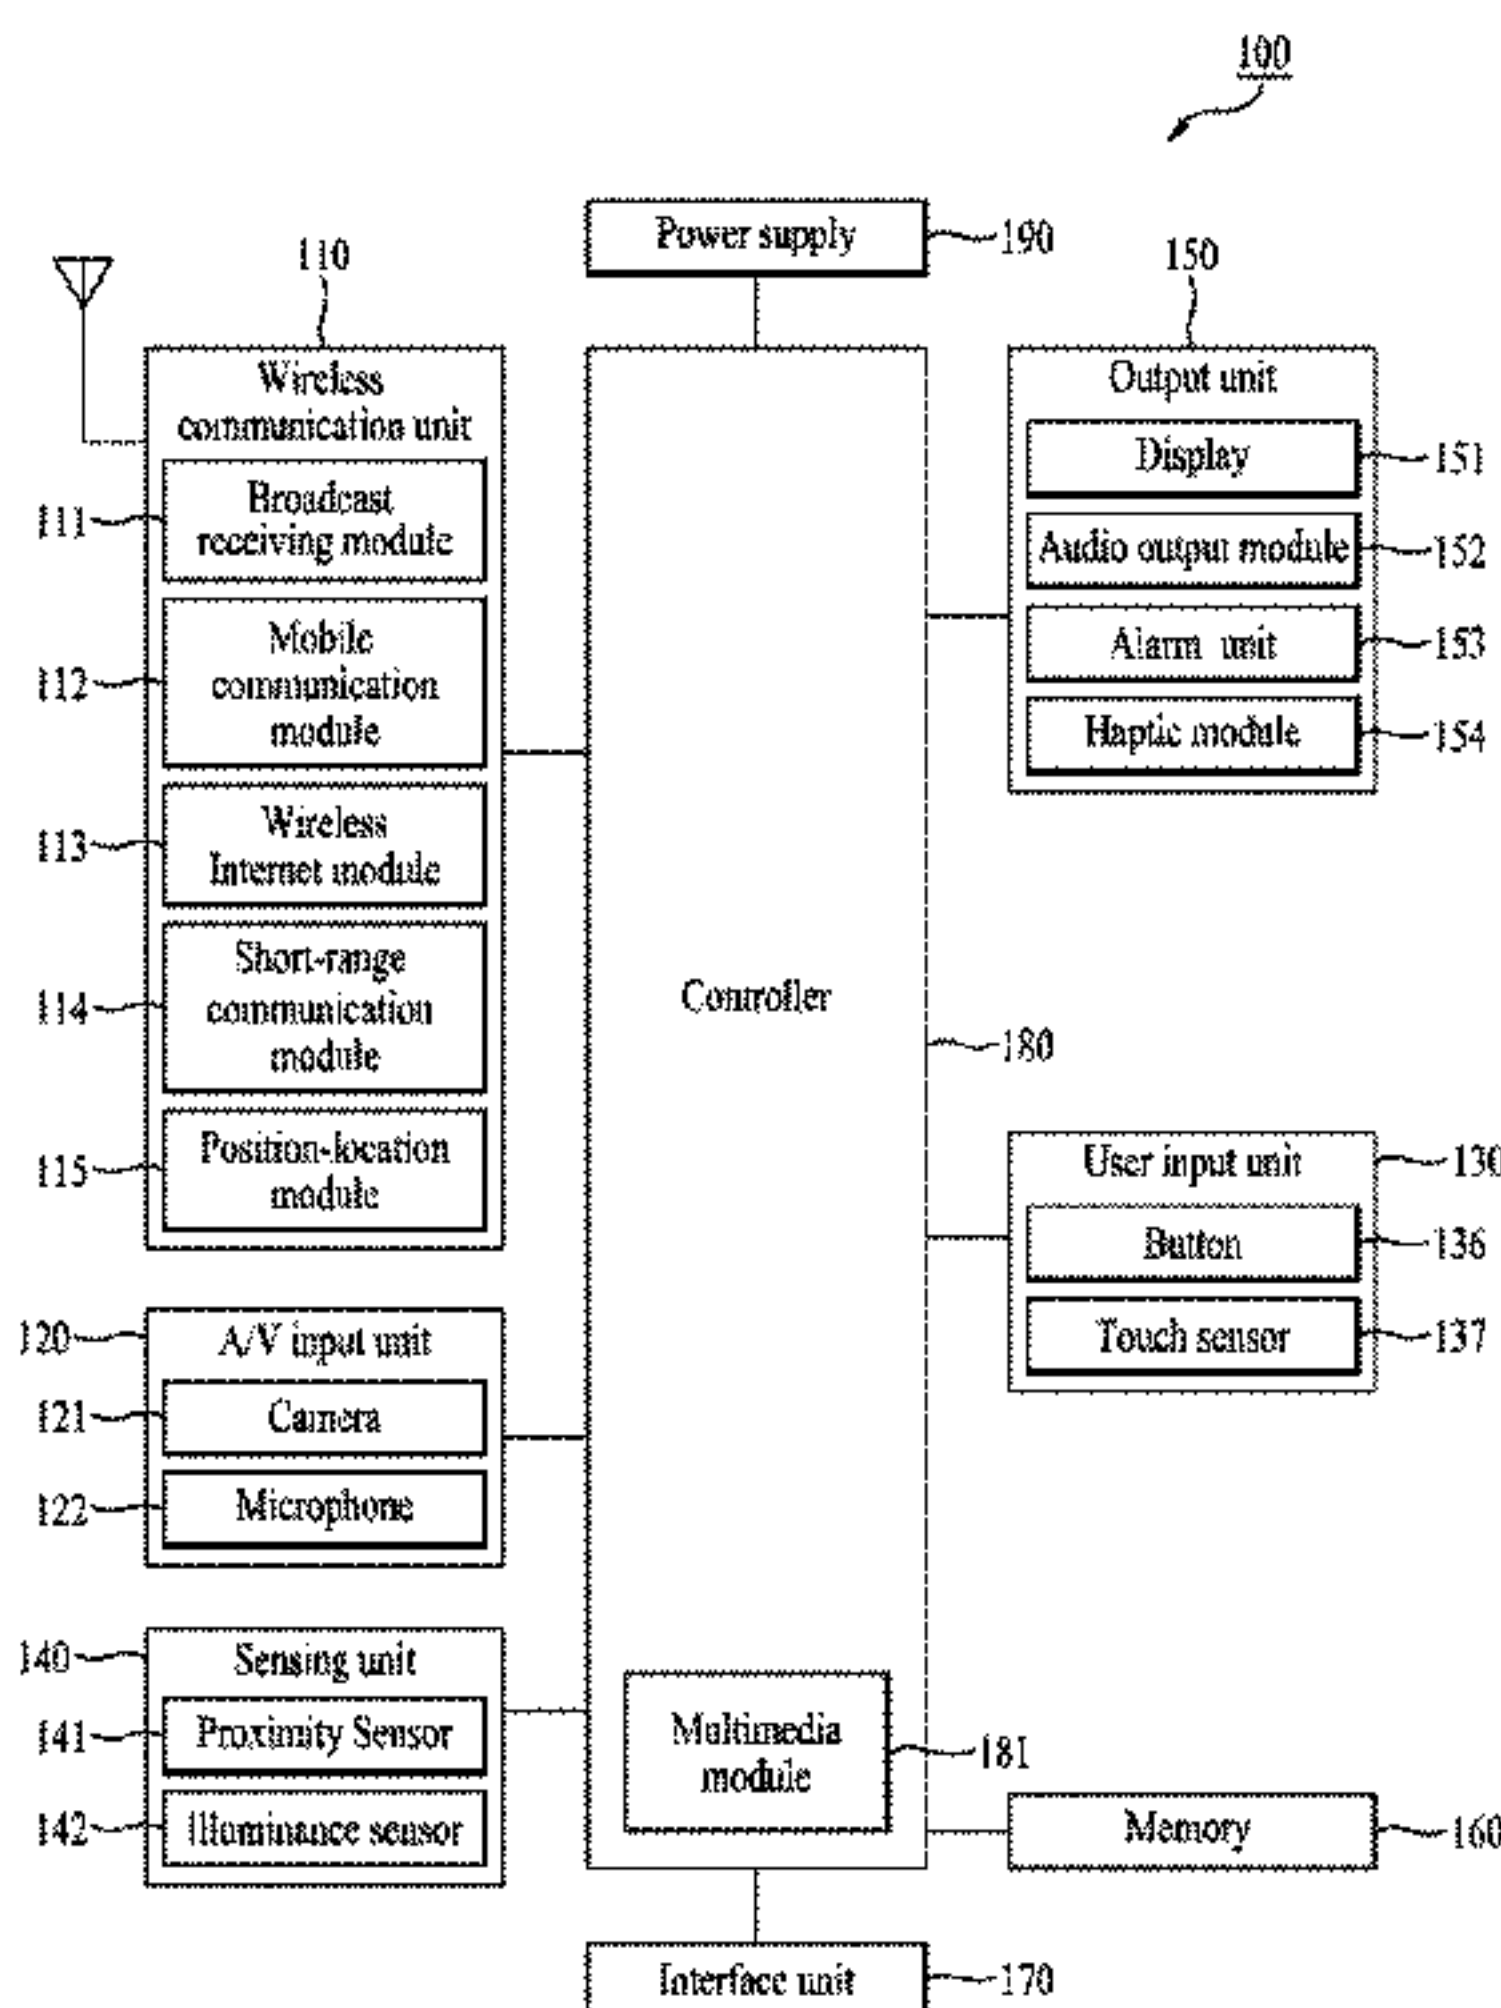 100
Power supply
190
110
150
Wireless
communication unit
Broadcast
receiving module
111
Mobile
communication
module
112
Wireless
Internet module
113
Short-range
communication
module
114
Position-location
module
115
Output unit
Display
151
Audio output module
152
Alarm unit
153
Haptic module
154
Controller
180
User input unit
130
Button
136
Touch sensor
137
120
A/V input unit
121
Camera
122
Microphone
140
Sensing unit
141
Proximity Sensor
142
Illuminance sensor
Multimedia
module
181
Memory
160
Interface unit
170